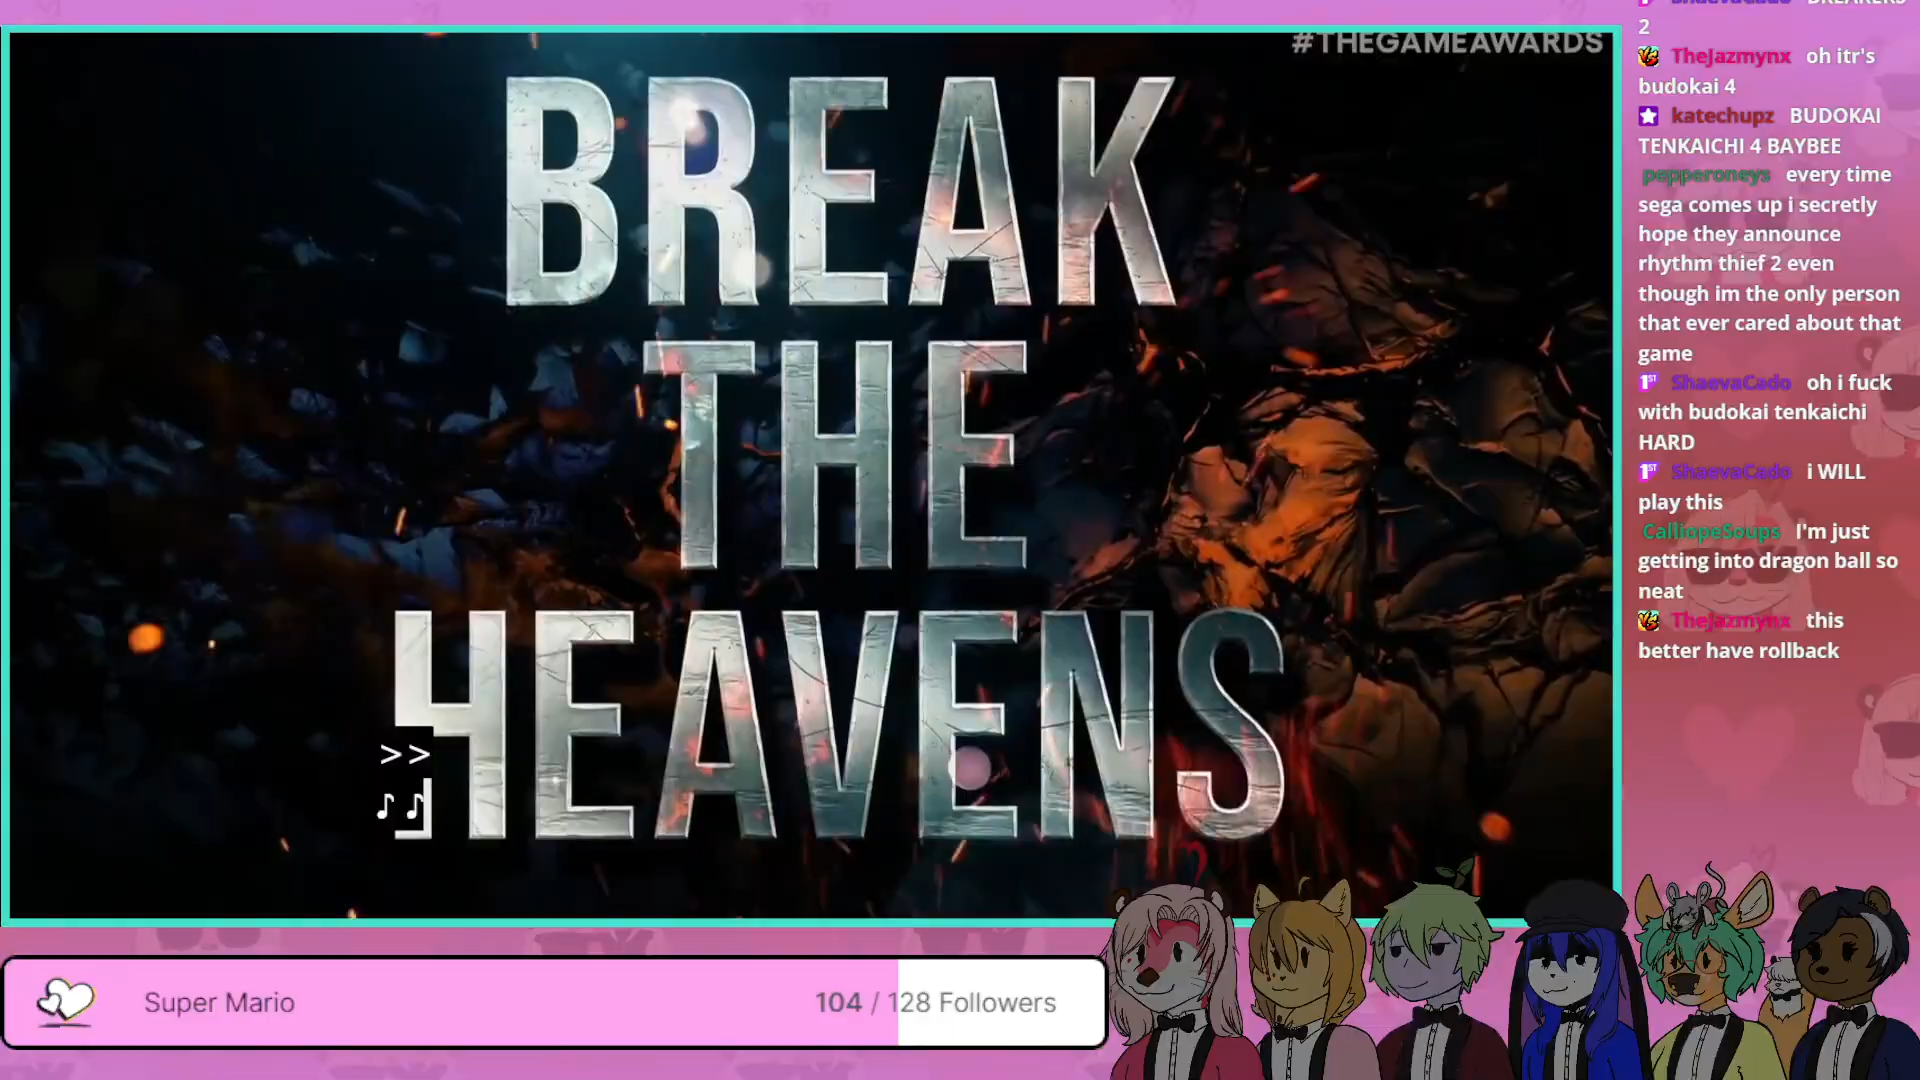 #THEGAMEAWARDS
BREAK
THE
HEAVENS
>>
♪♪
2
TheJazmynx oh itr's
budokai 4
katechupz BUDOKAI
TENKAICHI 4 BAYBEE
pepperoneys every time
sega comes up i secretly
hope they announce
rhythm thief 2 even
though im the only person
that ever cared about that
game
1ST ShaevaCado oh i fuck
with budokai tenkaichi
HARD
1ST ShaevaCado i WILL
play this
CalliopeSoups I'm just
getting into dragon ball so
neat
TheJazmynx this
better have rollback
Super Mario 104 / 128 Followers